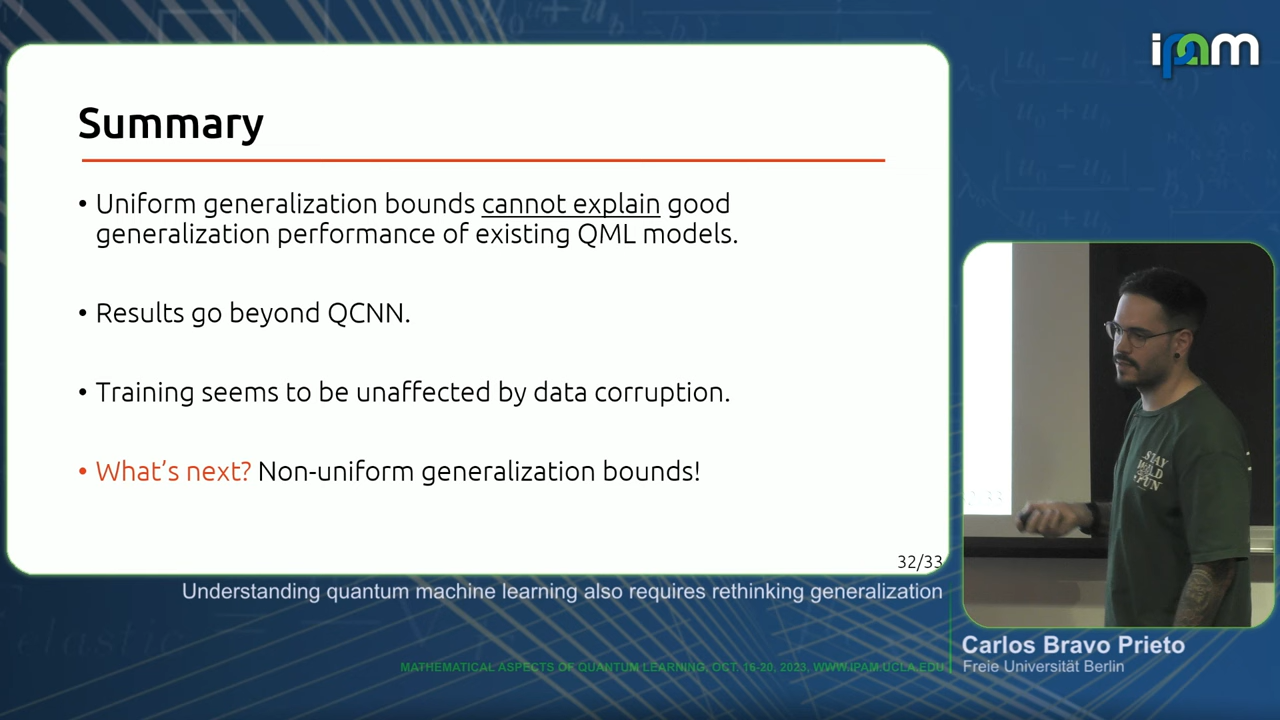 ipam
Summary
• Uniform generalization bounds cannot explain good
generalization performance of existing QML models.
• Results go beyond QCNN.
• Training seems to be unaffected by data corruption.
• What's next? Non-uniform generalization bounds!
32/33
Understanding quantum machine learning also requires rethinking generalization
STAY
Carlos Bravo Prieto
Freie Universität Berlin
MATHEMATICAL ASPECTS OF QUANTUM LEARNING, OCT. 16-20, 2023, WWW.IPAM.UCLA.EDU